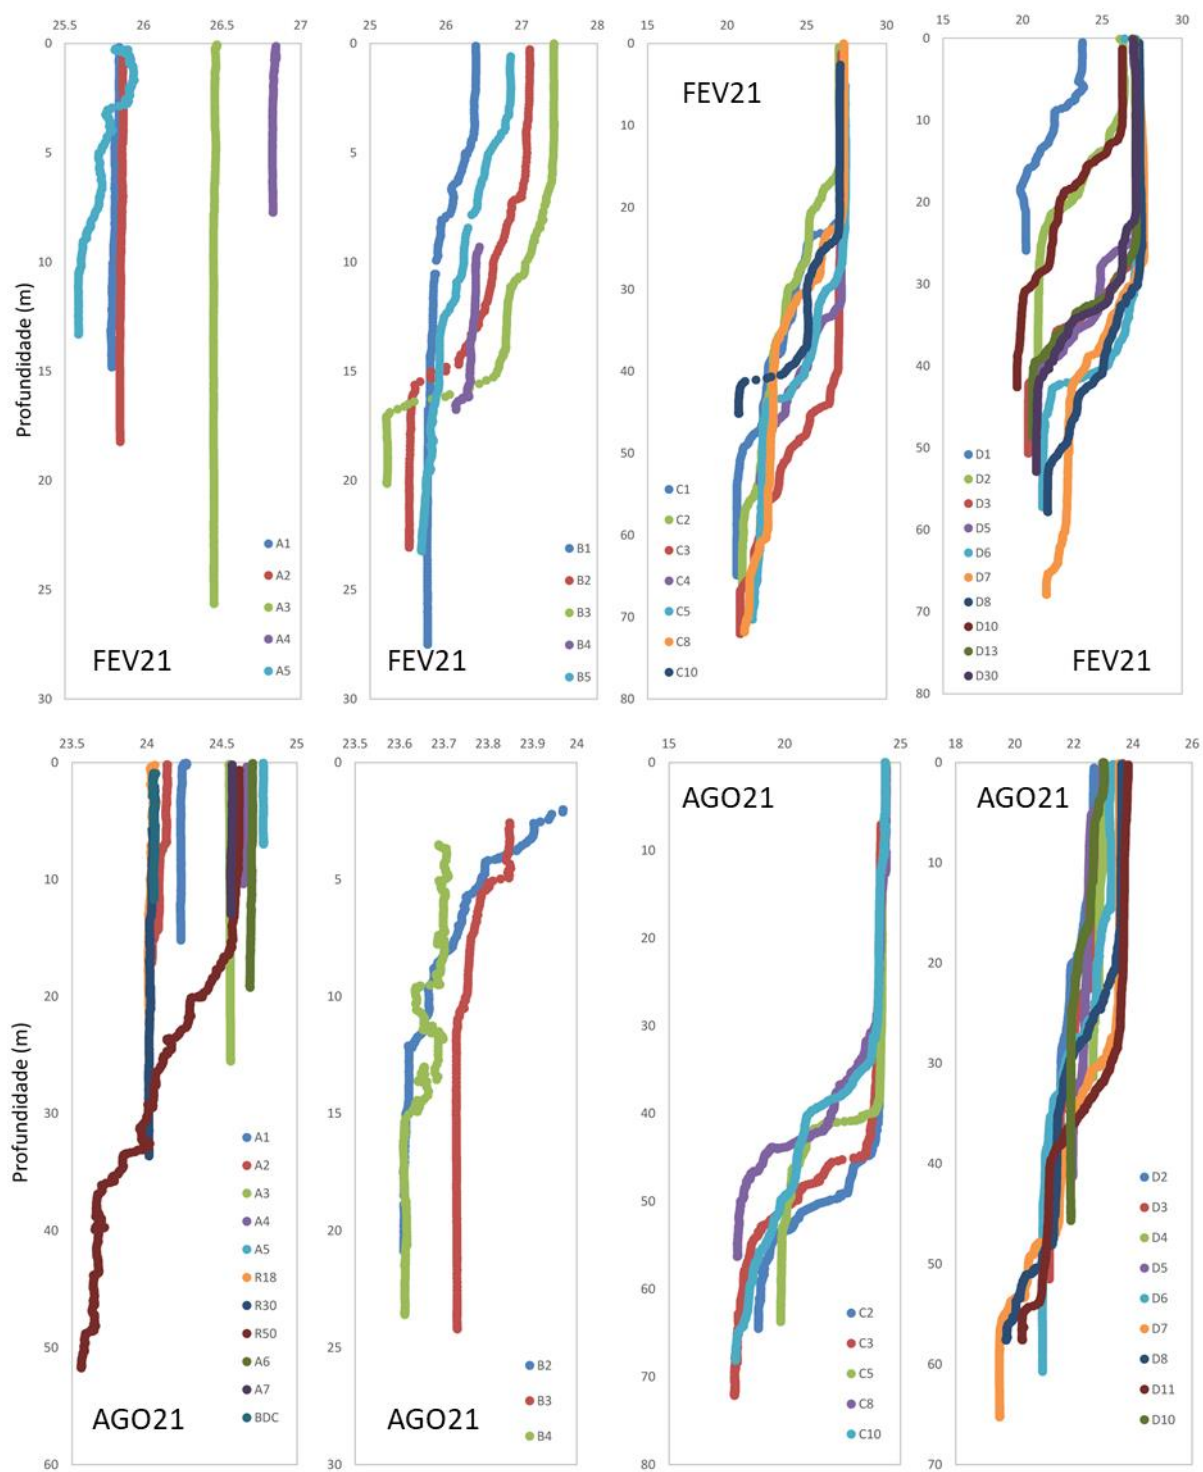 25.5 26 26.5 27
0
5
10
15
20
25
30
Profundidade (m)
A1
A2
A3
A4
A5
FEV21
25 26 27 28
0
5
10
15
20
25
30
B1
B2
B3
B4
B5
FEV21
15 20 25 30
0
10
20
30
40
50
60
70
80
FEV21
C1
C2
C3
C4
C5
C8
C10
15 20 25 30
0
10
20
30
40
50
60
70
80
D1
D2
D3
D5
D6
D7
D8
D10
D13
D30
FEV21
23.5 24 24.5 25
0
10
20
30
40
50
60
Profundidade (m)
A1
A2
A3
A4
A5
R18
R30
R50
A6
A7
BDC
AGO21
23.5 23.6 23.7 23.8 23.9 24
0
5
10
15
20
25
30
B2
B3
B4
AGO21
15 20 25
0
10
20
30
40
50
60
70
80
AGO21
C2
C3
C5
C8
C10
18 20 22 24 26
0
10
20
30
40
50
60
70
AGO21
D2
D3
D4
D5
D6
D7
D8
D11
D10